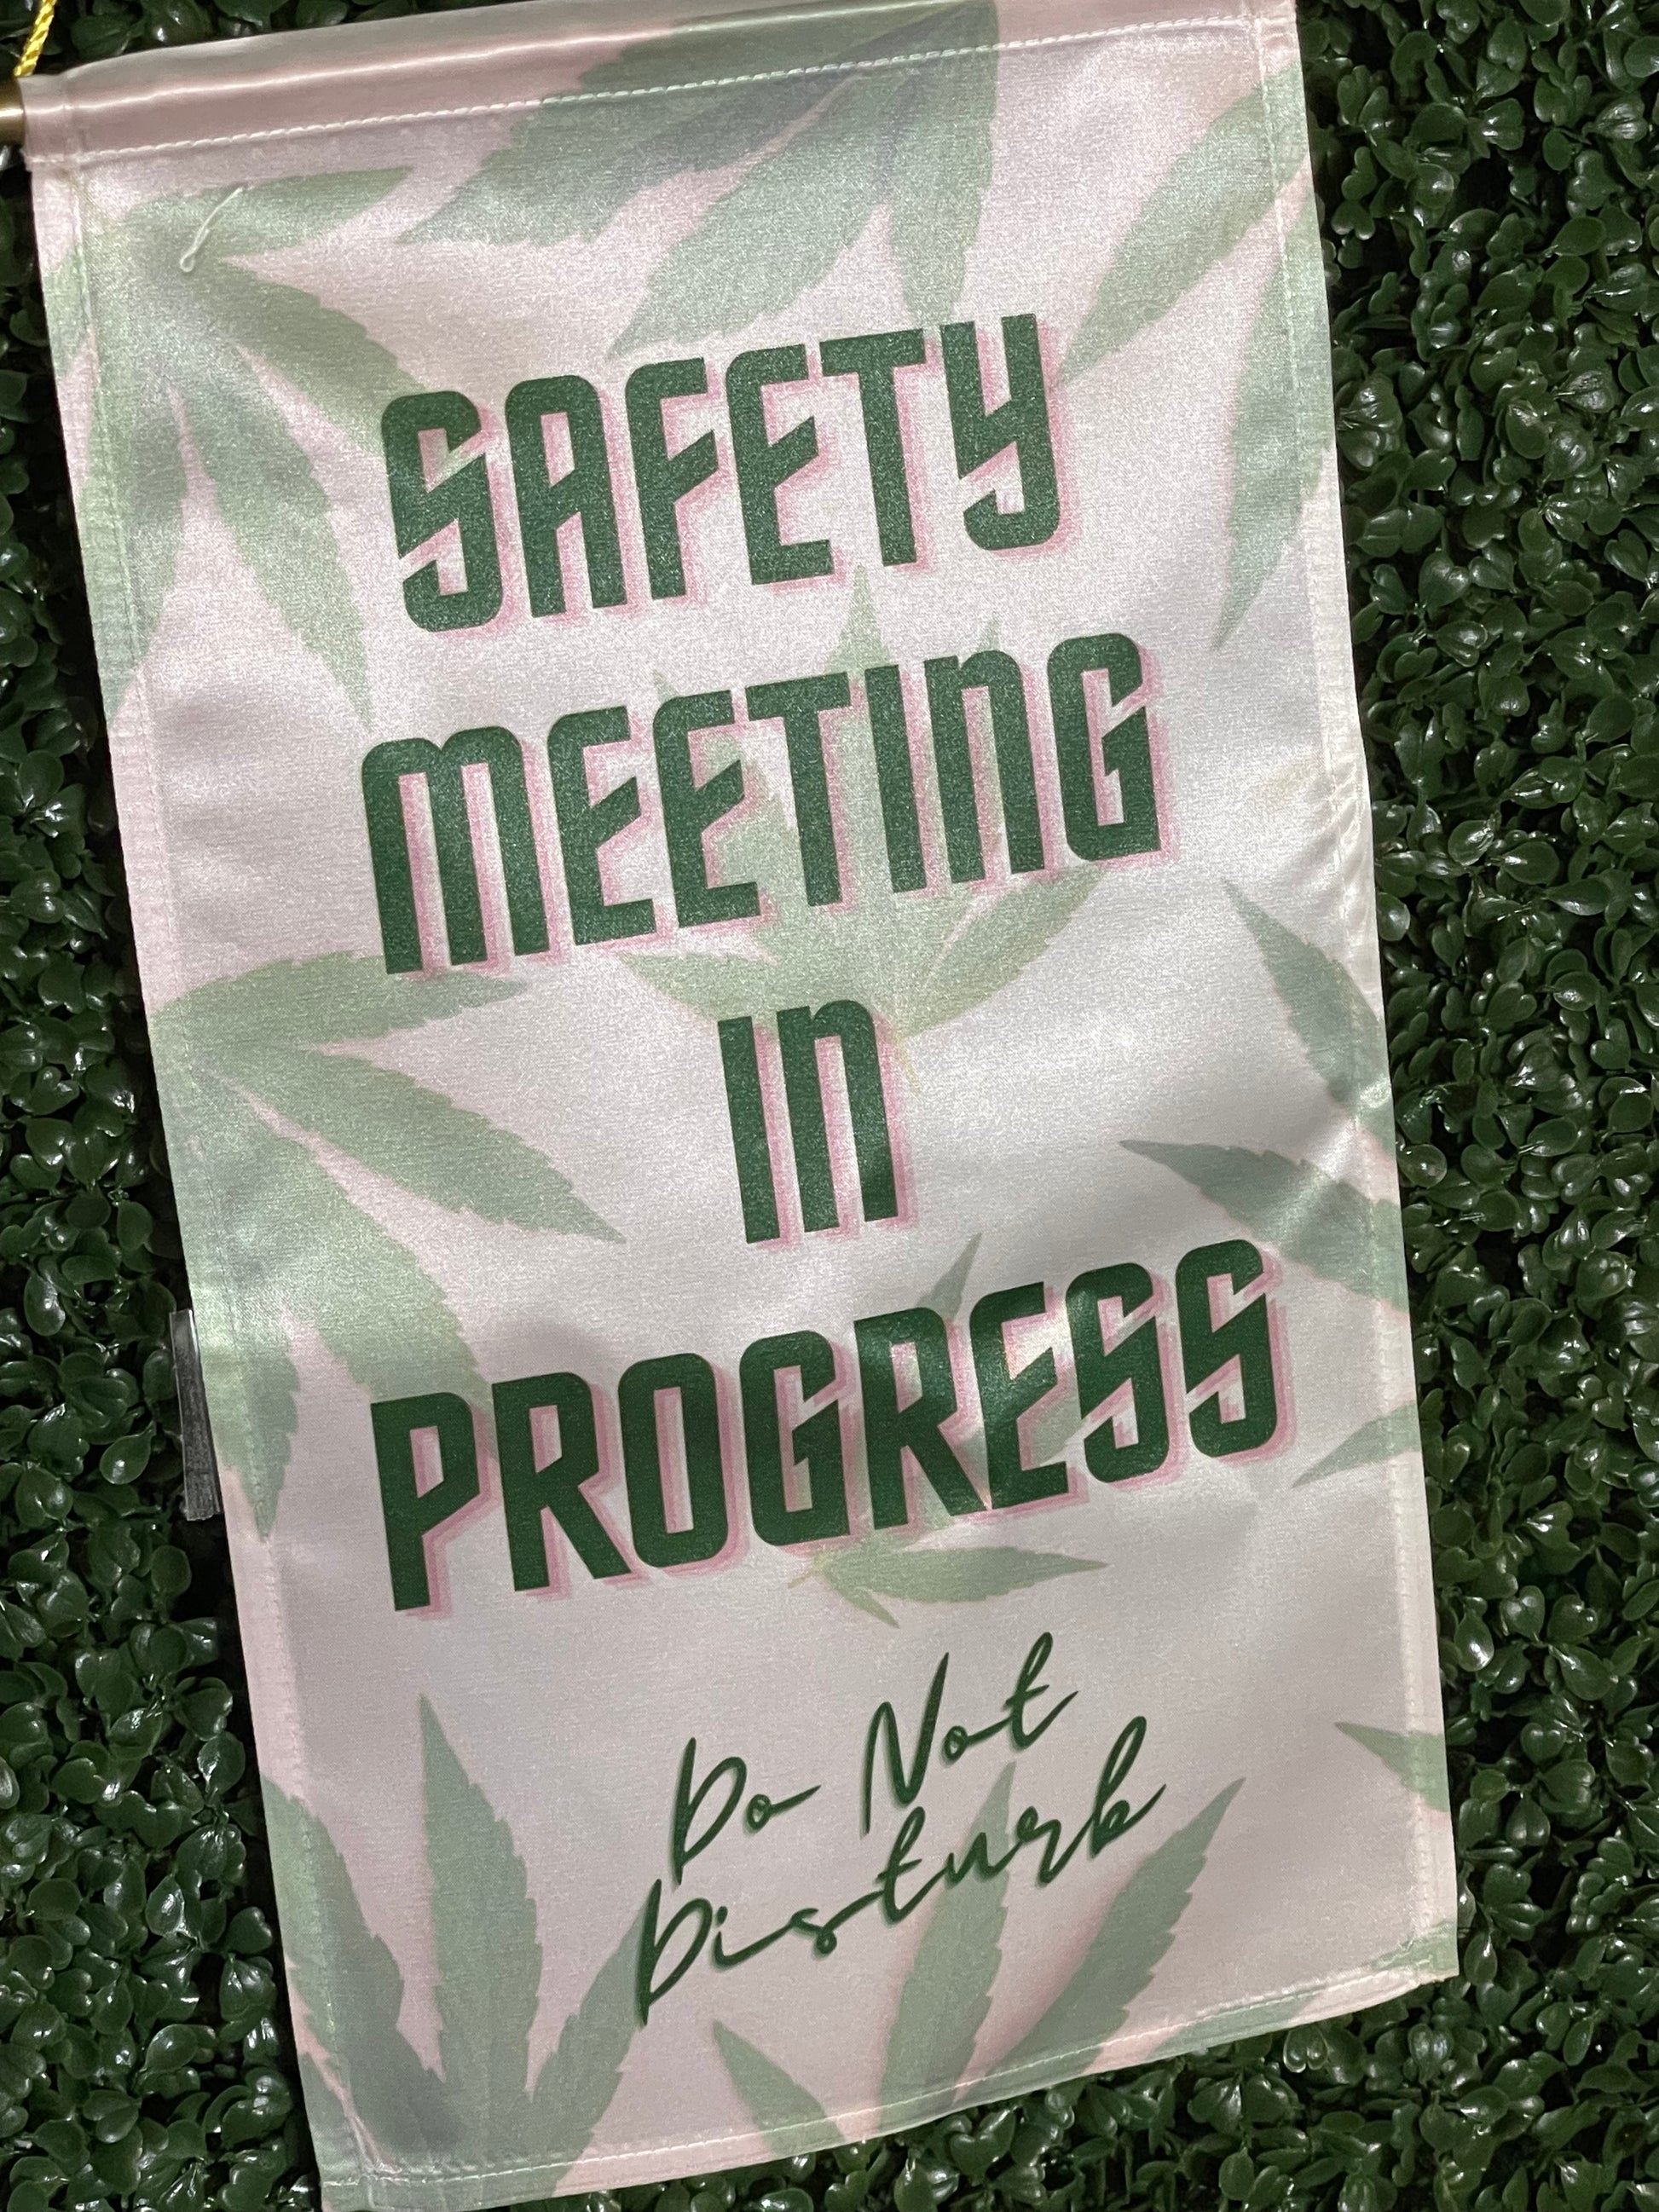 SAFETY
MEETING
IN
PROGRESS
Do Not
Disturb